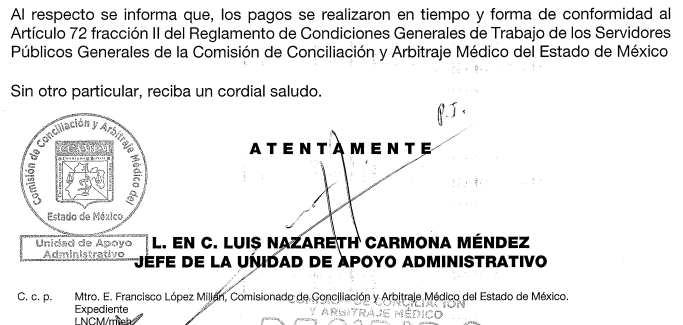 Al respecto se informa que, los pagos se realizaron en tiempo y forma de conformidad al
Artículo 72 fracción II del Reglamento de Condiciones Generales de Trabajo de los Servidores
Públicos Generales de la Comisión de Conciliación y Arbitraje Médico del Estado de México
Sin otro particular, reciba un cordial saludo.
P.I.
A T E N T A M E N T E
Comisión de Conciliación y Arbitraje Médico del
Estado de México
Unidad de Apoyo
Administrativo
L. EN C. LUIS NAZARETH CARMONA MÉNDEZ
JEFE DE LA UNIDAD DE APOYO ADMINISTRATIVO
C. c. p. Mtro. E. Francisco López Millán, Comisionado de Conciliación y Arbitraje Médico del Estado de México.
Expediente
LNCM/mieh
CONCILIACIÓN
Y ARBITRAJE MÉDICO